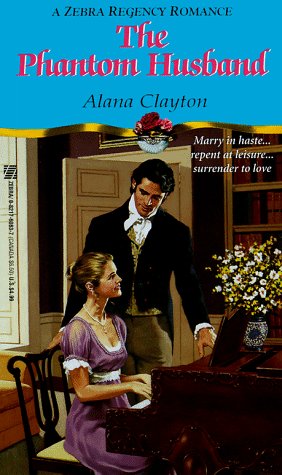 A ZEBRA REGENCY ROMANCE
The
Phantom Husband
Alana Clayton
Marry in haste...
repent at leisure...
surrender to love